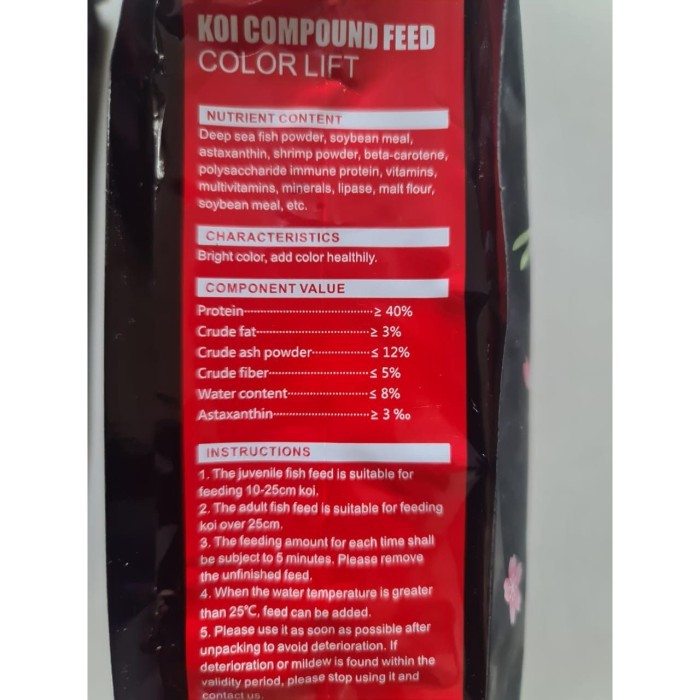 KOI COMPOUND FEED
COLOR LIFT
NUTRIENT CONTENT
Deep sea fish powder, soybean meal,
astaxanthin, shrimp powder, beta-carotene,
polysaccharide immune protein, vitamins,
multivitamins, minerals, lipase, malt flour,
soybean meal, etc.
CHARACTERISTICS
Bright color, add color healthily.
COMPONENT VALUE
Protein························≥ 40%
Crude fat························≥ 3%
Crude ash powder············≤ 12%
Crude fiber·····················≤ 5%
Water content··················≤ 8%
Astaxanthin·····················≥ 3 ‰
INSTRUCTIONS
1. The juvenile fish feed is suitable for
feeding 10-25cm koi.
2. The adult fish feed is suitable for feeding
koi over 25cm.
3. The feeding amount for each time shall
be subject to 5 minutes. Please remove
the unfinished feed.
4. When the water temperature is greater
than 25℃, feed can be added.
5. Please use it as soon as possible after
unpacking to avoid deterioration. If
deterioration or mildew is found within the
validity period, please stop using it and
contact us.